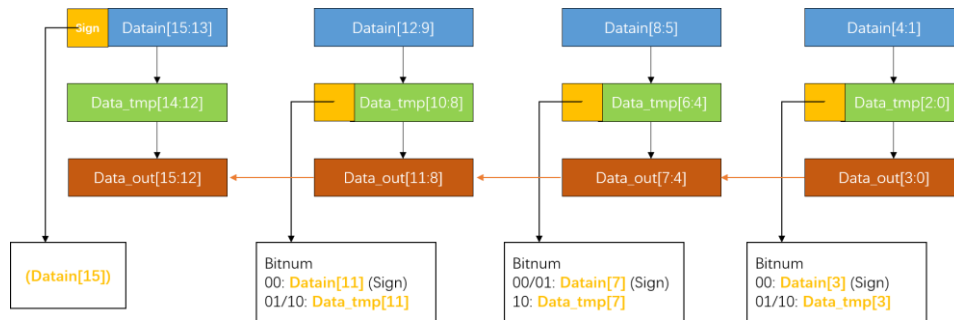 Sign
Datain[15:13]
Datain[12:9]
Datain[8:5]
Datain[4:1]
Data_tmp[14:12]
Data_tmp[10:8]
Data_tmp[6:4]
Data_tmp[2:0]
Data_out[15:12]
Data_out[11:8]
Data_out[7:4]
Data_out[3:0]
(Datain[15])
Bitnum
00: Datain[11] (Sign)
01/10: Data_tmp[11]
Bitnum
00/01: Datain[7] (Sign)
10: Data_tmp[7]
Bitnum
00: Datain[3] (Sign)
01/10: Data_tmp[3]